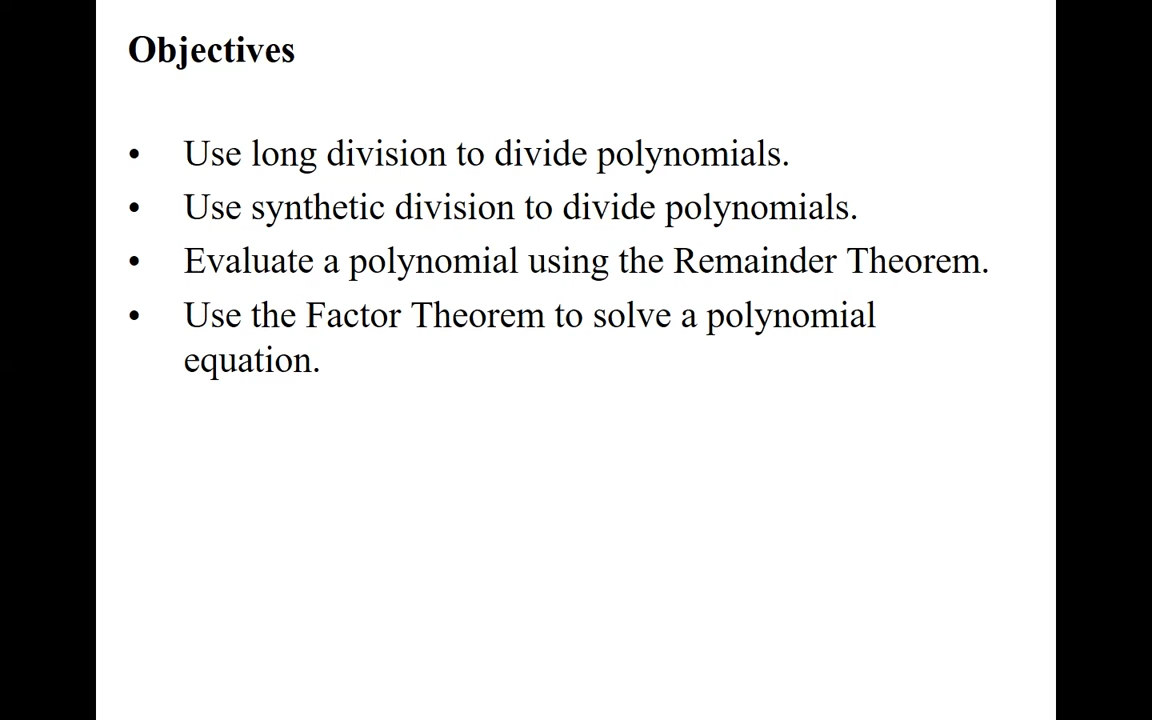 Objectives
• Use long division to divide polynomials.
• Use synthetic division to divide polynomials.
• Evaluate a polynomial using the Remainder Theorem.
• Use the Factor Theorem to solve a polynomial
equation.